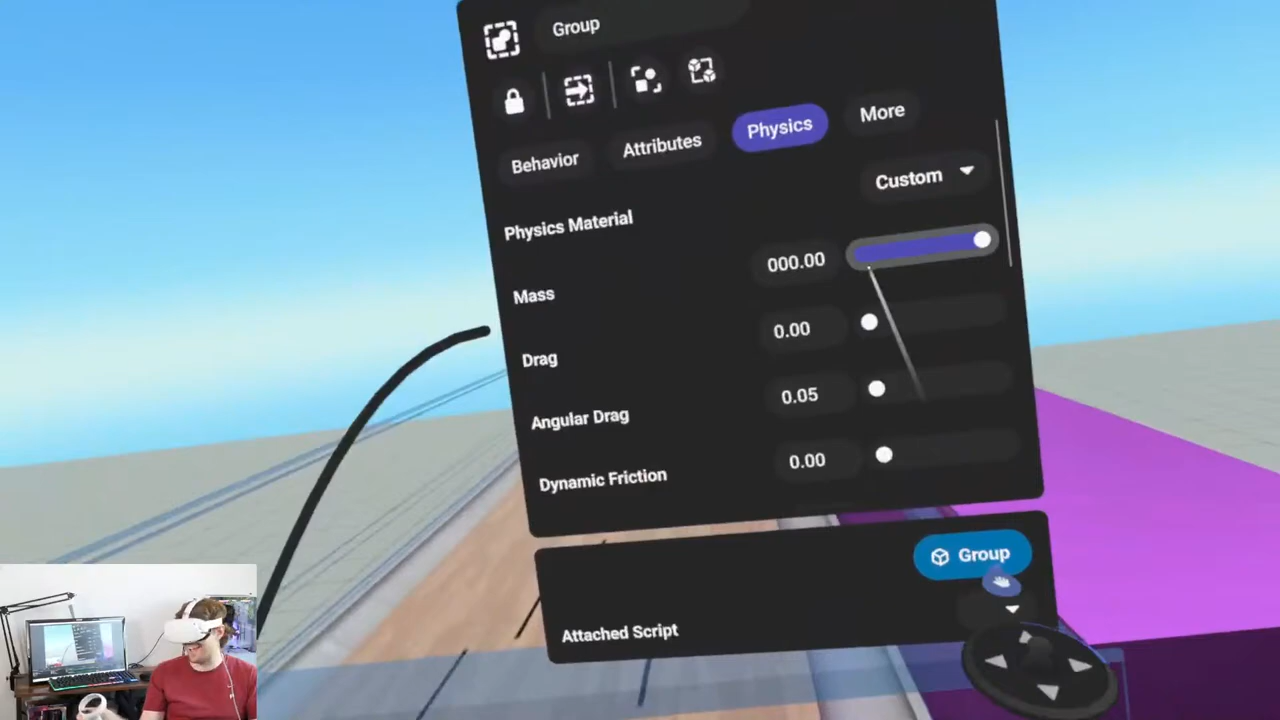 Group
Behavior Attributes Physics More
Physics Material Custom
Mass 000.00
Drag 0.00
Angular Drag 0.05
Dynamic Friction 0.00
Group
Attached Script